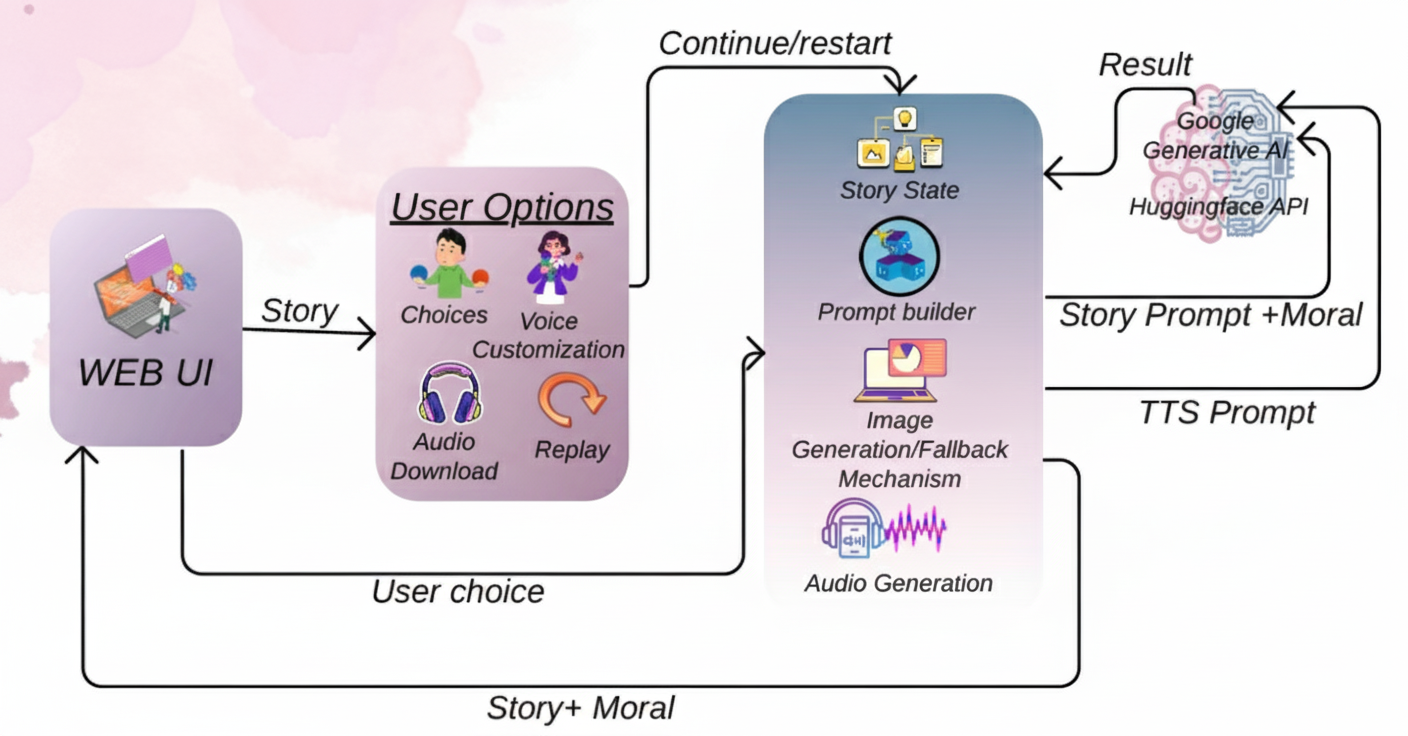 Continue/restart
Result
Google
Generative AI
Huggingface API
User Options
Choices
Voice
Customization
Audio
Download
Replay
Story
WEB UI
Story State
Prompt builder
Image
Generation/Fallback
Mechanism
Audio Generation
Story Prompt +Moral
TTS Prompt
User choice
Story+ Moral